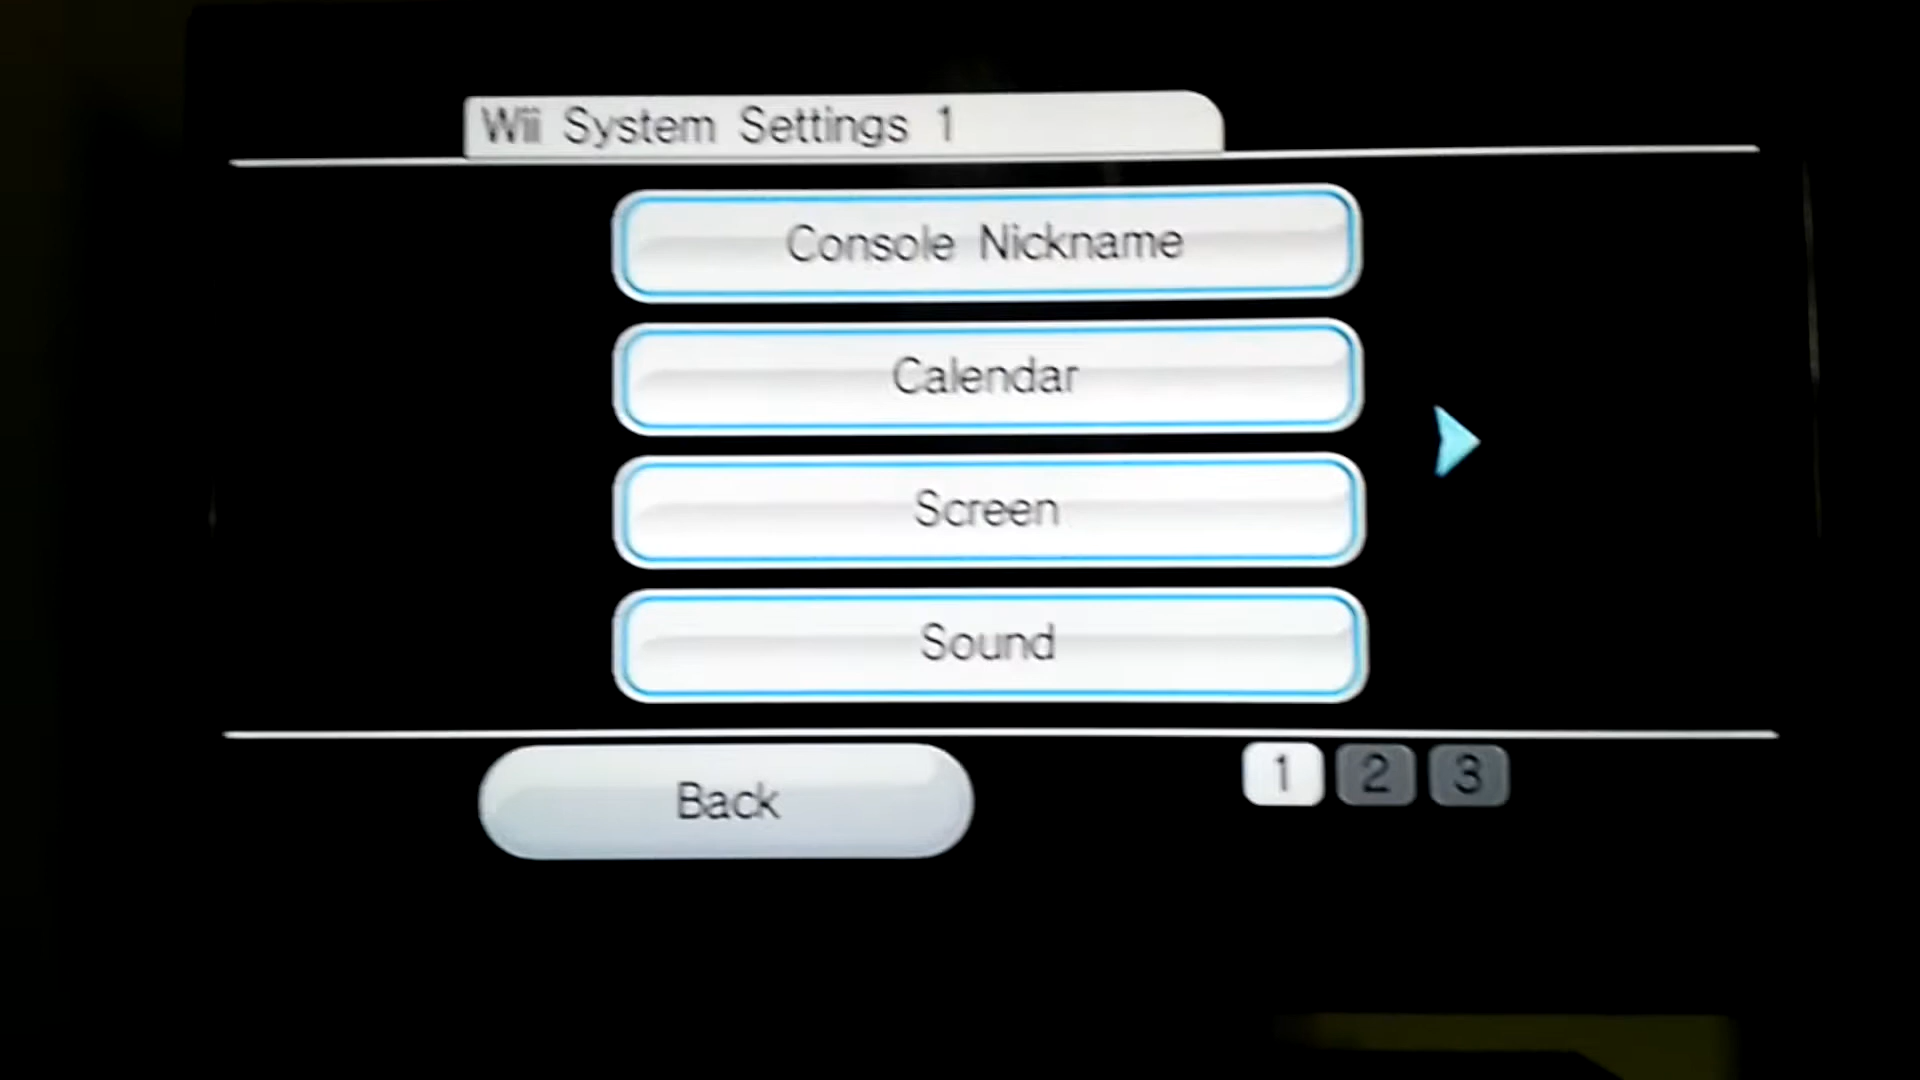 Wii System Settings 1
Console Nickname
Calendar
Screen
Sound
Back
1 2 3